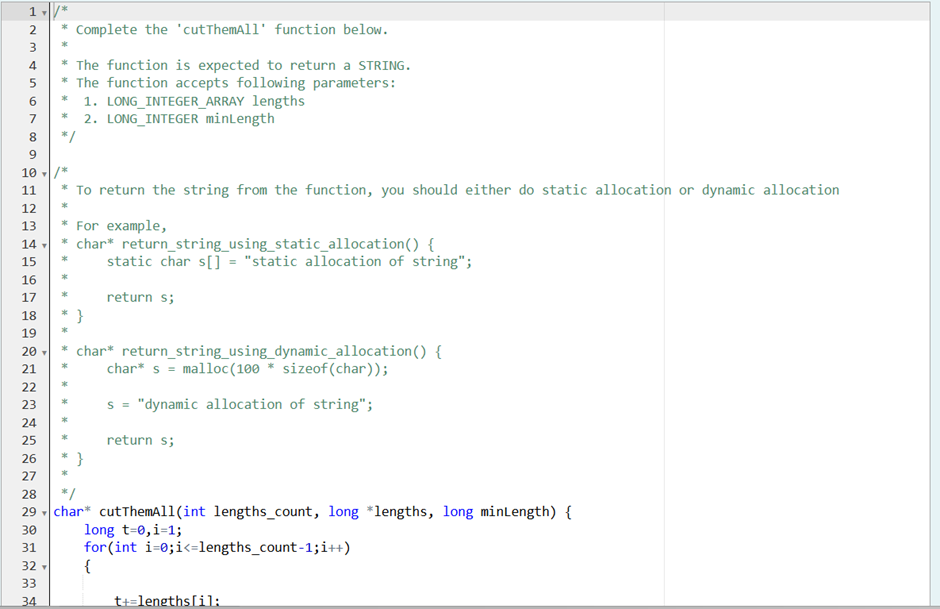 1 /*
2 * Complete the 'cutThemAll' function below.
3 *
4 * The function is expected to return a STRING.
5 * The function accepts following parameters:
6 *  1. LONG_INTEGER_ARRAY lengths
7 *  2. LONG_INTEGER minLength
8 */
9
10 /*
11 * To return the string from the function, you should either do static allocation or dynamic allocation
12 *
13 * For example,
14 * char* return_string_using_static_allocation() {
15 *     static char s[] = "static allocation of string";
16 *
17 *     return s;
18 * }
19 *
20 * char* return_string_using_dynamic_allocation() {
21 *     char* s = malloc(100 * sizeof(char));
22 *
23 *     s = "dynamic allocation of string";
24 *
25 *     return s;
26 * }
27 *
28 */
29 char* cutThemAll(int lengths_count, long *lengths, long minLength) {
30     long t=0,i=1;
31     for(int i=0;i<=lengths_count-1;i++)
32     {
33
34         t+=lengths[i];